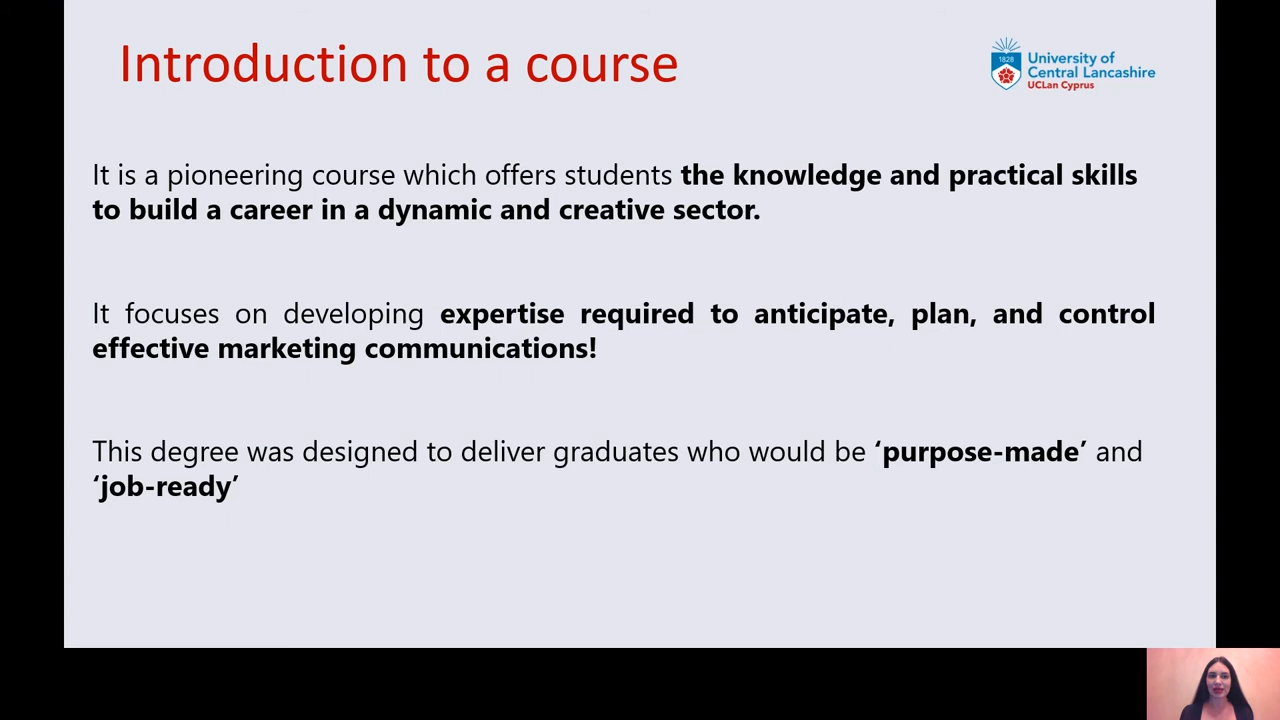 Introduction to a course
1828
University of
Central Lancashire
UCLan Cyprus
It is a pioneering course which offers students the knowledge and practical skills
to build a career in a dynamic and creative sector.
It focuses on developing expertise required to anticipate, plan, and control
effective marketing communications!
This degree was designed to deliver graduates who would be ‘purpose-made’ and
‘job-ready’